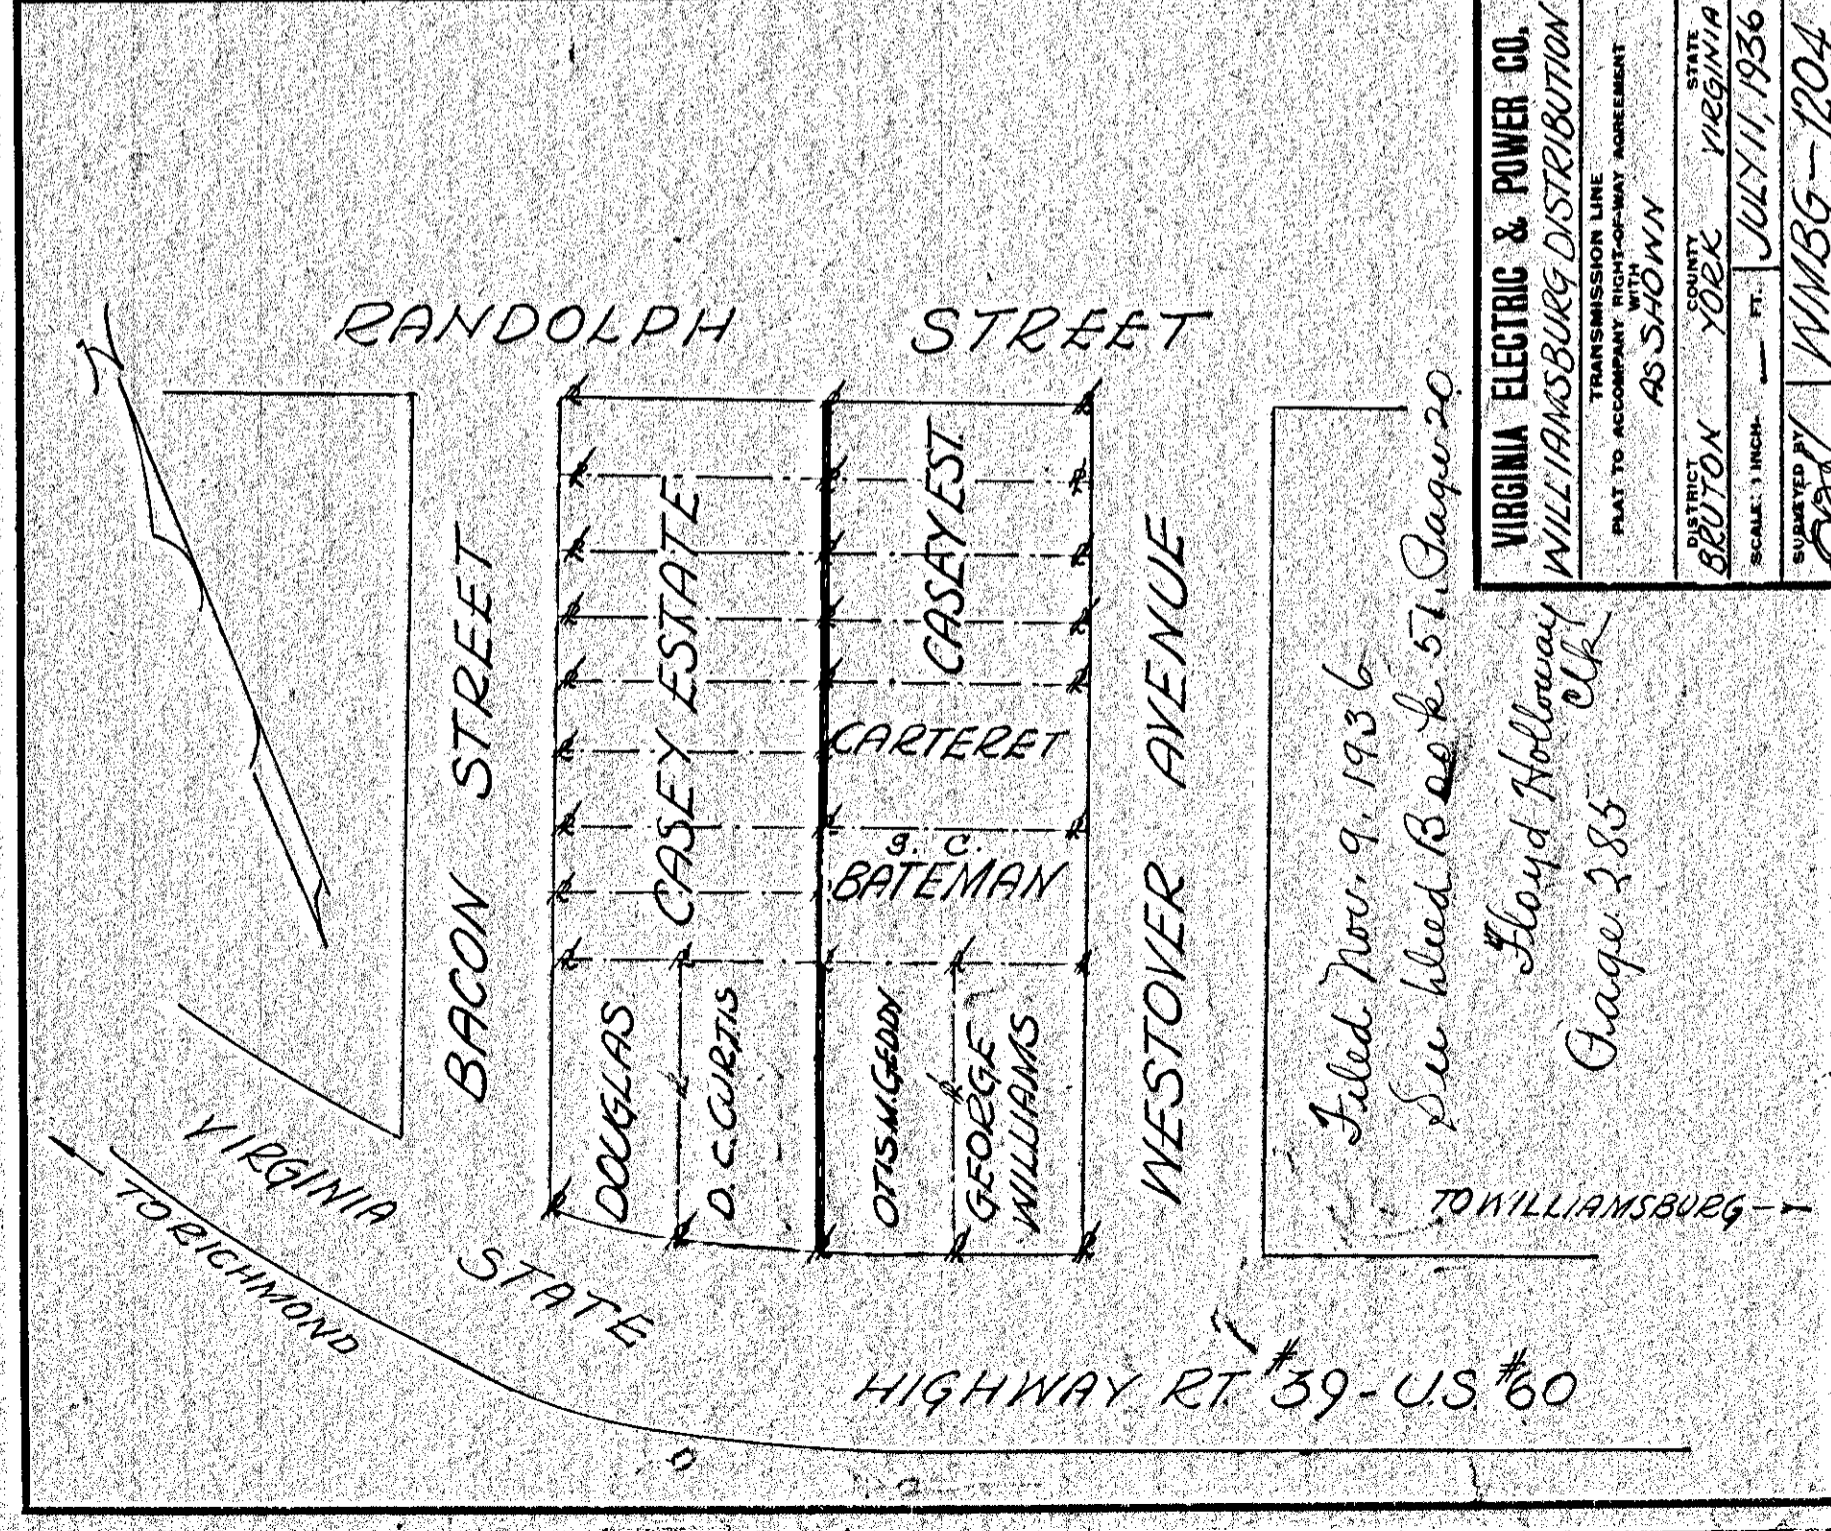 RANDOLPH STREET
BACON STREET
CASEY ESTATE
CASEY EST.
CARTERET
G. C.
BATEMAN
DOUGLAS
D. C. CURTIS
OTIS M. GEDDY
GEORGE
WILLIAMS
WESTOVER AVENUE
VIRGINIA
STATE
HIGHWAY RT. #39 - U.S. #60
TO RICHMOND
TO WILLIAMSBURG
Filed Nov. 9, 1936
See Deed Book 51. Page 20
Floyd Holloway
Clk
Page 285
VIRGINIA ELECTRIC & POWER CO.
WILLIAMSBURG DISTRIBUTION
TRANSMISSION LINE
PLAT TO ACCOMPANY RIGHT-OF-WAY AGREEMENT
WITH
AS SHOWN
DISTRICT COUNTY STATE
BRUTON YORK VIRGINIA
SCALE: 1 INCH- — FT. JULY 11, 1936
SURVEYED BY
WMBG-1204